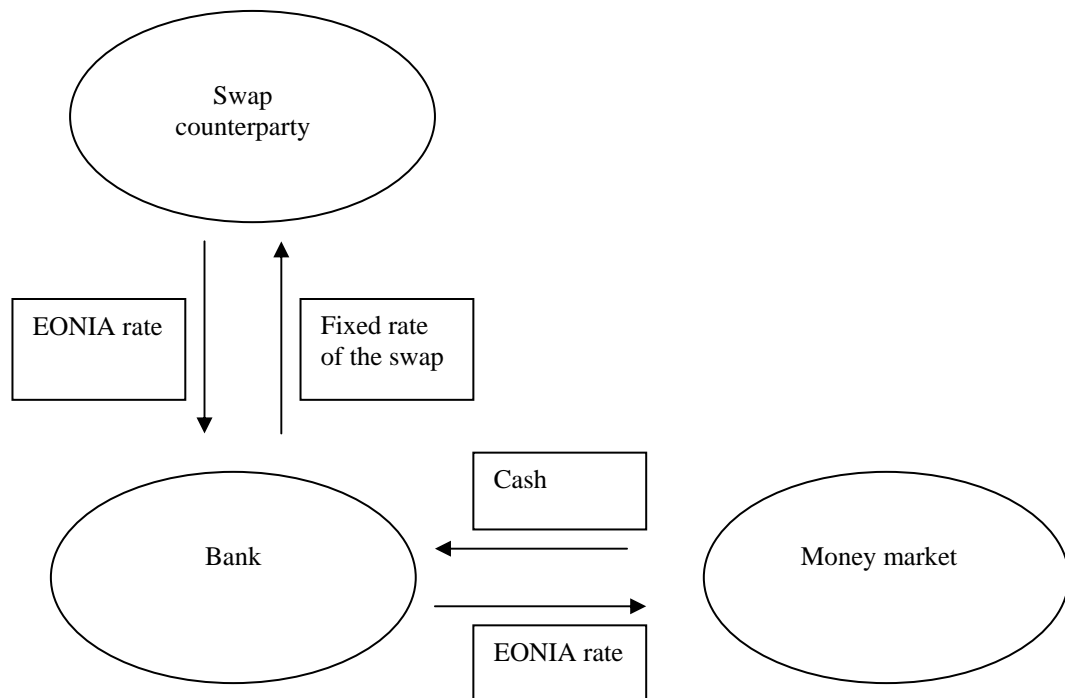 Swap
counterparty
EONIA rate
Fixed rate
of the swap
Cash
Bank
Money market
EONIA rate